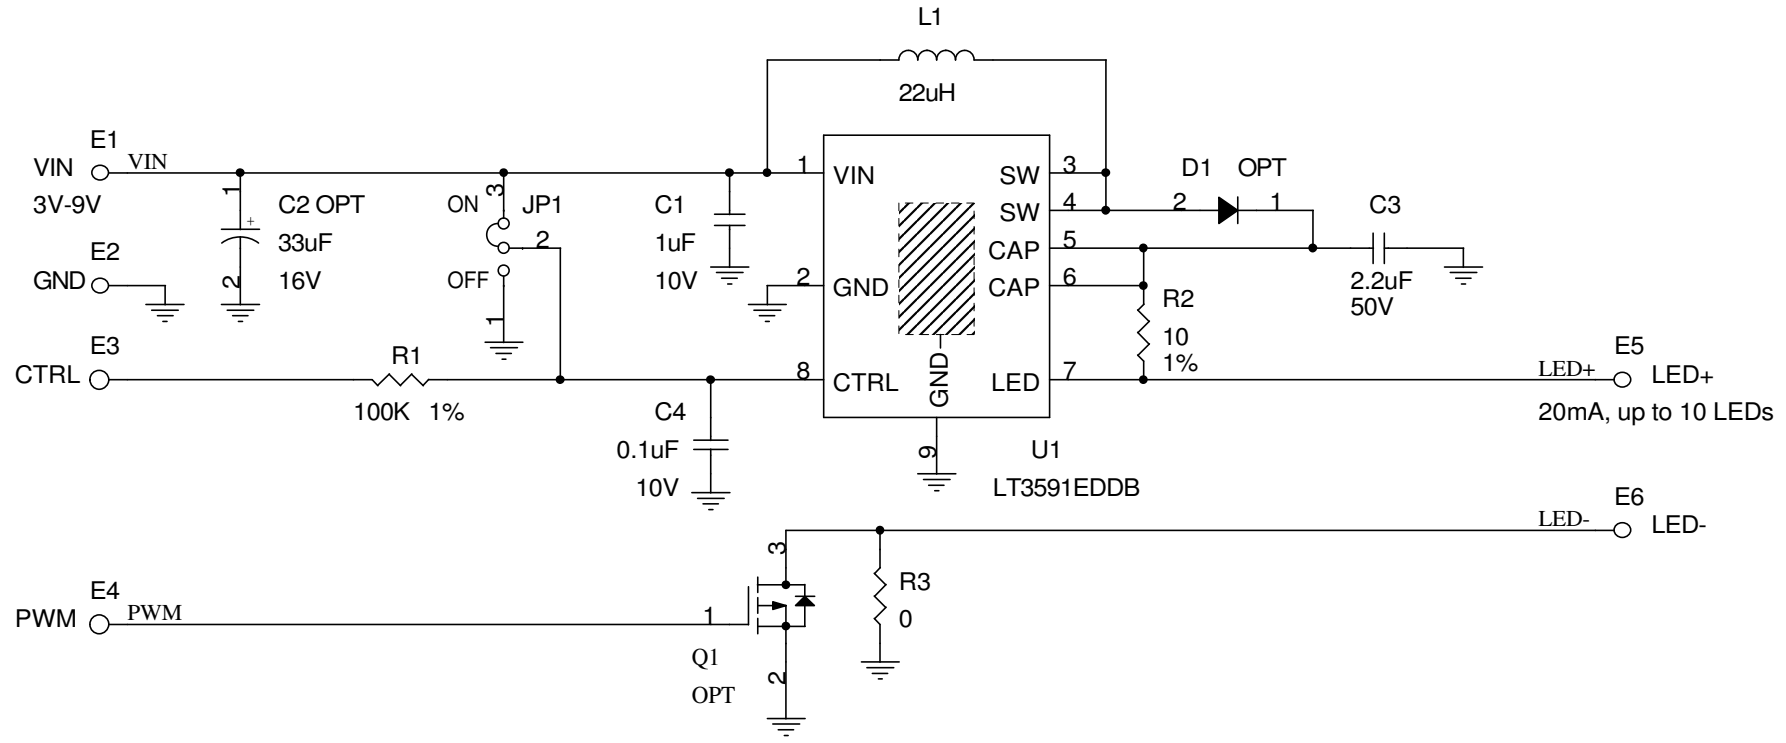 L1
22uH
E1
VIN
VIN
3V-9V
E2
GND
1
C2 OPT
+
33uF
16V
2
ON
3
JP1
2
OFF
1
C1
1uF
10V
1
VIN
2
GND
8
CTRL
GND
9
SW
3
SW
4
CAP
5
CAP
6
LED
7
U1
LT3591EDDB
D1
OPT
2
1
C3
2.2uF
50V
R2
10
1%
E3
CTRL
R1
100K
1%
C4
0.1uF
10V
LED+
E5
LED+
20mA, up to 10 LEDs
E6
LED-
LED-
E4
PWM
PWM
1
3
2
Q1
OPT
R3
0